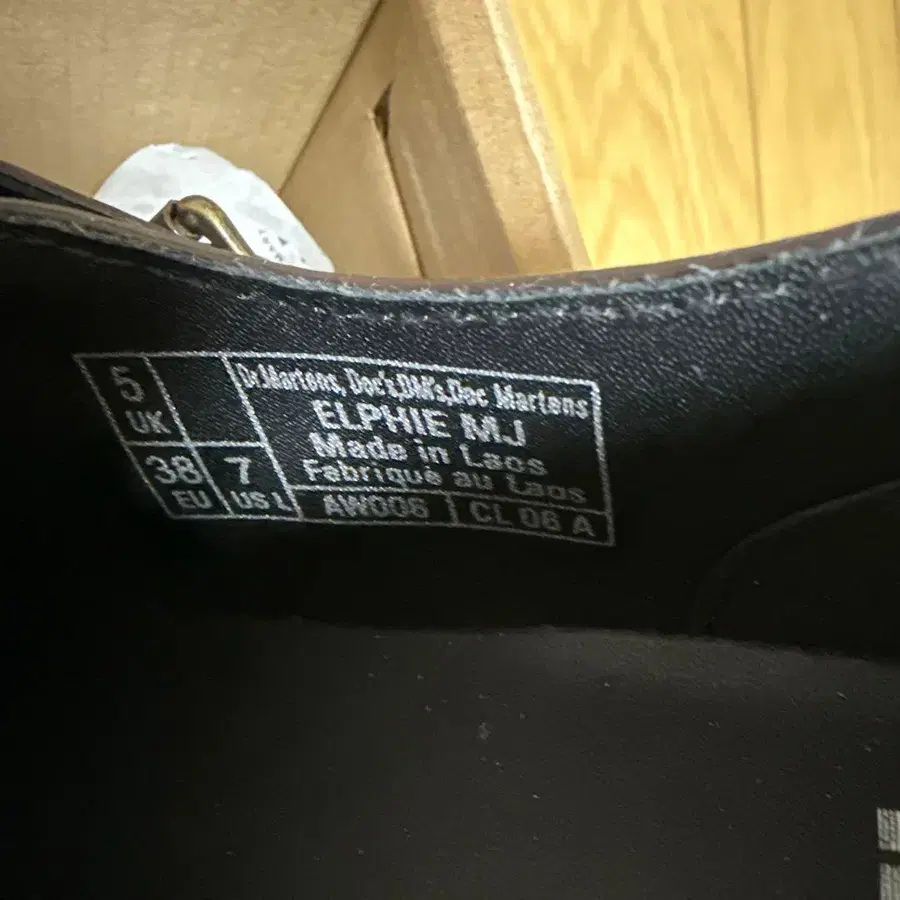 5
UK
38
EU
7
US L
Dr.Martens, Doc's,DM's,Doc Martens
ELPHIE MJ
Made in Laos
Fabriqué au Laos
AW006
CL 06 A